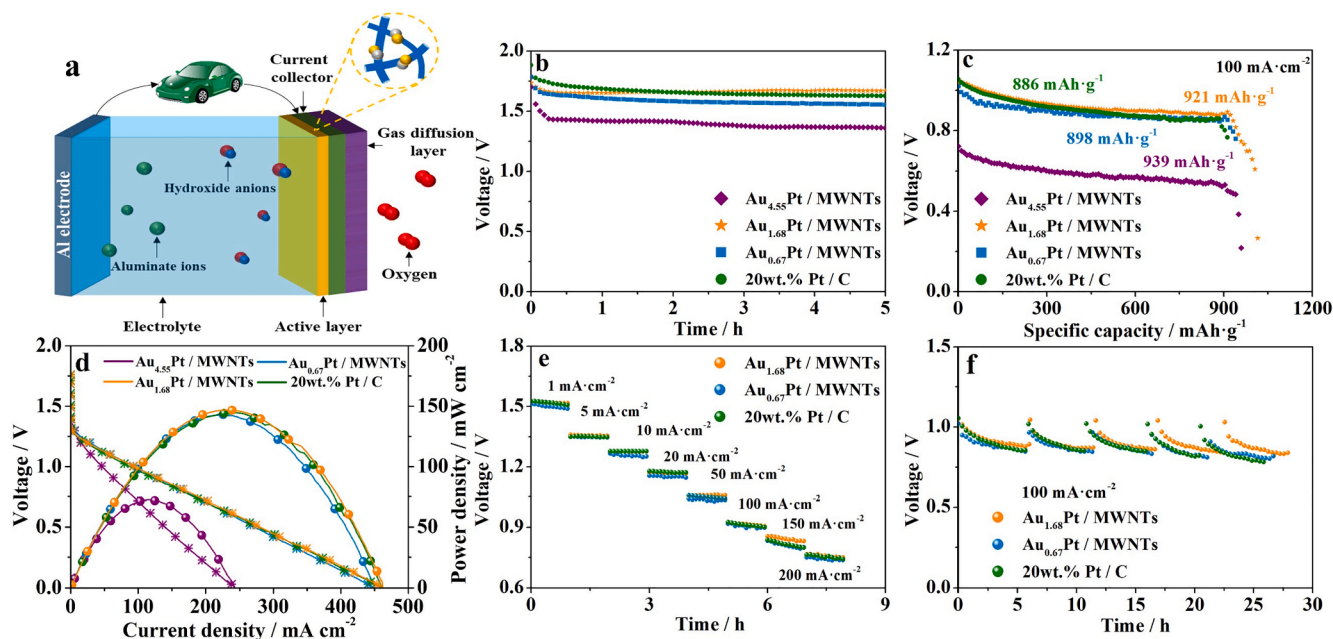 a
Current
collector
Gas diffusion
layer
Al electrode
Hydroxide anions
Aluminate ions
Oxygen
Electrolyte
Active layer
b
2.0
1.5
1.0
0.5
0.0
Voltage / V
Au4.55Pt / MWNTs
Au1.68Pt / MWNTs
Au0.67Pt / MWNTs
20wt.% Pt / C
0 1 2 3 4 5
Time / h
c
1.2
0.8
0.4
0.0
Voltage / V
100 mA·cm-2
886 mAh·g-1
921 mAh·g-1
898 mAh·g-1
939 mAh·g-1
Au4.55Pt / MWNTs
Au1.68Pt / MWNTs
Au0.67Pt / MWNTs
20wt.% Pt / C
0 300 600 900 1200
Specific capacity / mAh·g-1
d
Au4.55Pt / MWNTs
Au0.67Pt / MWNTs
Au1.68Pt / MWNTs
20wt.% Pt / C
2.0
1.5
1.0
0.5
0.0
Voltage / V
200
150
100
50
0
Power density / mW cm-2
0 100 200 300 400 500
Current density / mA cm-2
e
1.8
1.5
1.2
0.9
0.6
Voltage / V
Au1.68Pt / MWNTs
Au0.67Pt / MWNTs
20wt.% Pt / C
1 mA·cm-2
5 mA·cm-2
10 mA·cm-2
20 mA·cm-2
50 mA·cm-2
100 mA·cm-2
150 mA·cm-2
200 mA·cm-2
0 3 6 9
Time / h
f
1.5
1.0
0.5
0.0
Voltage / V
100 mA·cm-2
Au1.68Pt / MWNTs
Au0.67Pt / MWNTs
20wt.% Pt / C
0 5 10 15 20 25 30
Time / h